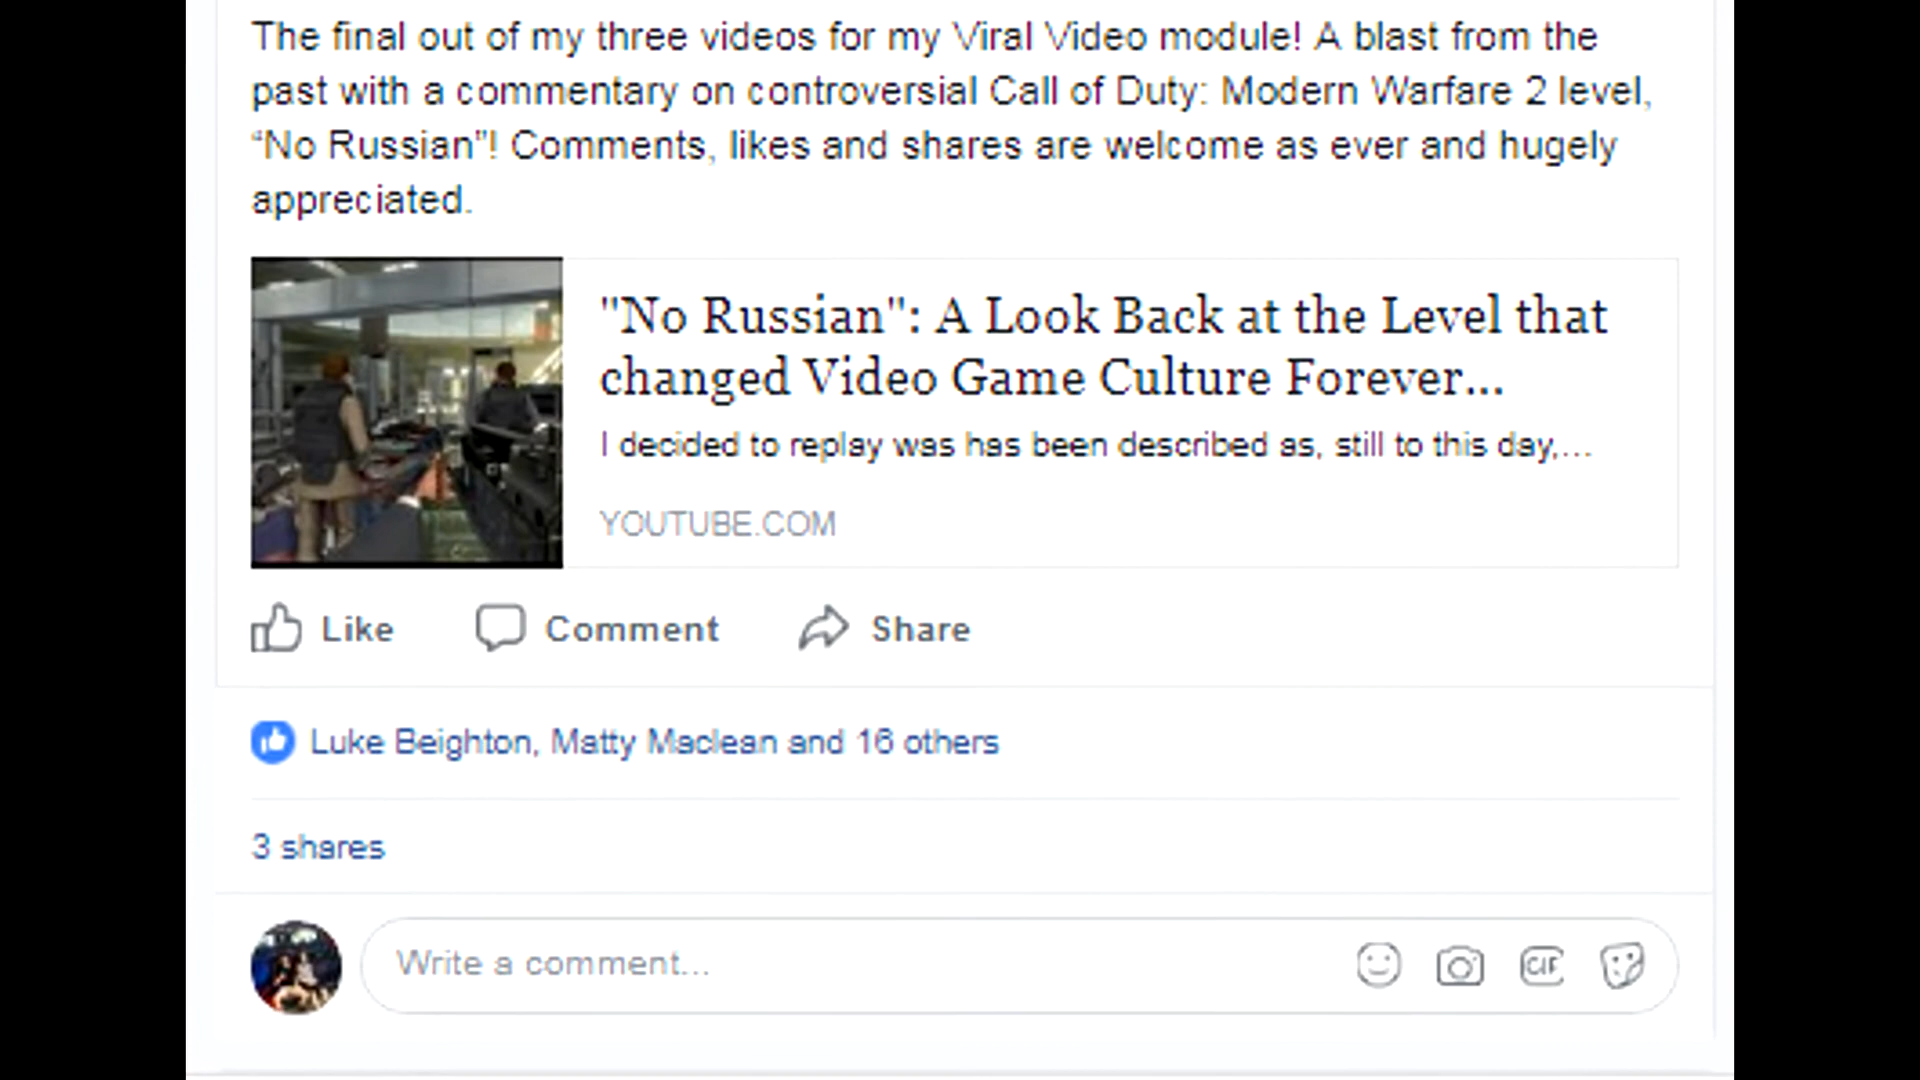 The final out of my three videos for my Viral Video module! A blast from the
past with a commentary on controversial Call of Duty: Modern Warfare 2 level,
“No Russian”! Comments, likes and shares are welcome as ever and hugely
appreciated.
"No Russian": A Look Back at the Level that
changed Video Game Culture Forever...
I decided to replay was has been described as, still to this day,...
YOUTUBE.COM
Like Comment Share
Luke Beighton, Matty Maclean and 16 others
3 shares
Write a comment... GIF